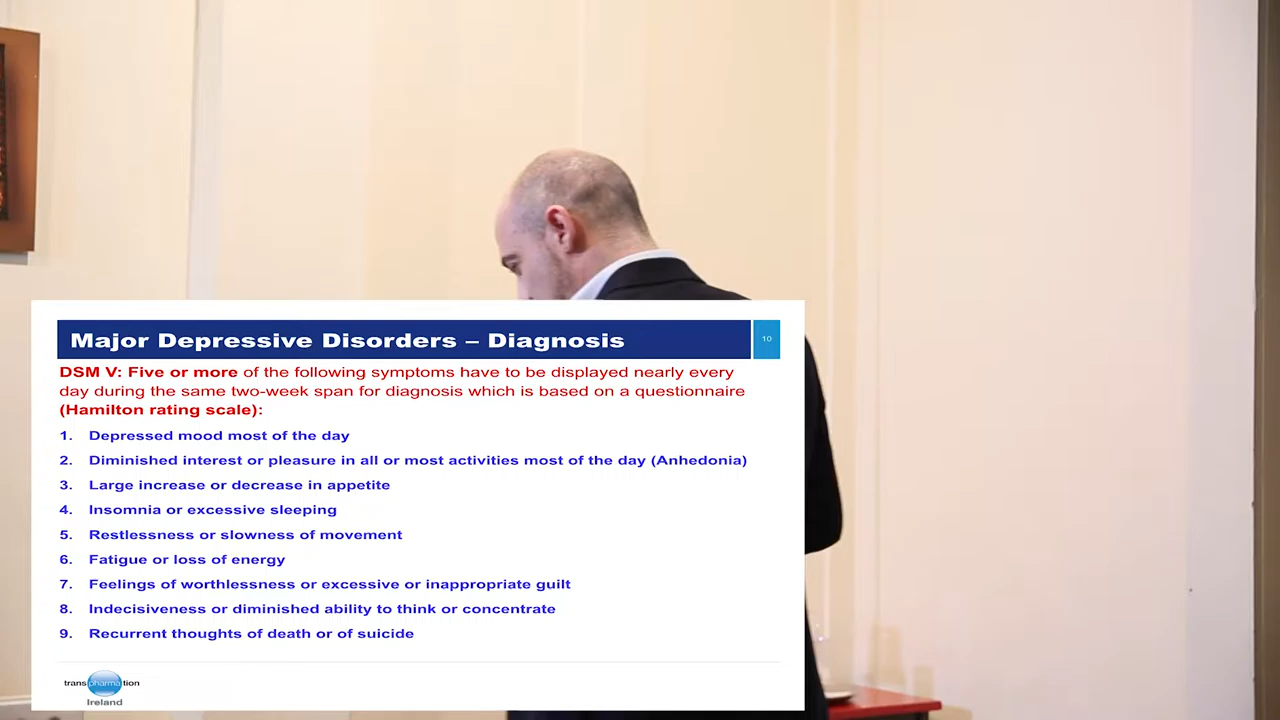 Major Depressive Disorders – Diagnosis
10
DSM V: Five or more of the following symptoms have to be displayed nearly every
day during the same two-week span for diagnosis which is based on a questionnaire
(Hamilton rating scale):
1. Depressed mood most of the day
2. Diminished interest or pleasure in all or most activities most of the day (Anhedonia)
3. Large increase or decrease in appetite
4. Insomnia or excessive sleeping
5. Restlessness or slowness of movement
6. Fatigue or loss of energy
7. Feelings of worthlessness or excessive or inappropriate guilt
8. Indecisiveness or diminished ability to think or concentrate
9. Recurrent thoughts of death or of suicide
transpharmation
Ireland